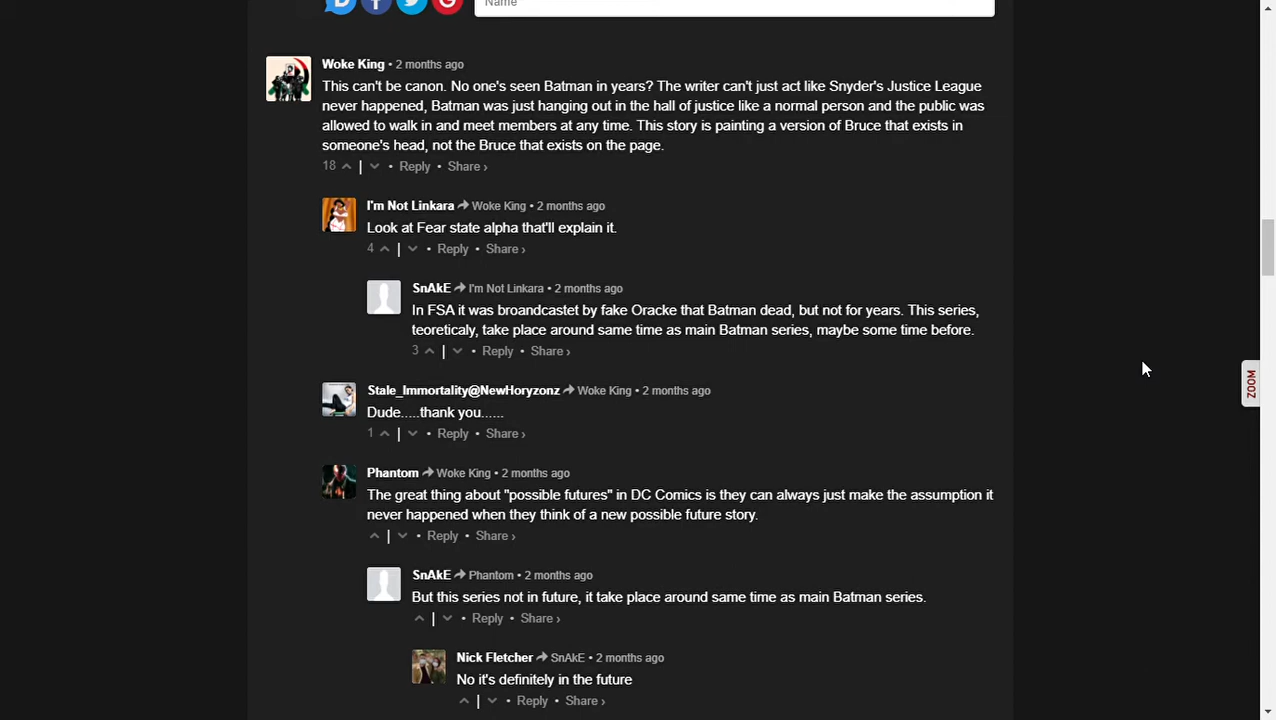 Name
Woke King • 2 months ago
This can't be canon. No one's seen Batman in years? The writer can't just act like Snyder's Justice League
never happened, Batman was just hanging out in the hall of justice like a normal person and the public was
allowed to walk in and meet members at any time. This story is painting a version of Bruce that exists in
someone's head, not the Bruce that exists on the page.
18 | • Reply • Share ›
I'm Not Linkara Woke King • 2 months ago
Look at Fear state alpha that'll explain it.
4 | • Reply • Share ›
SnAkE I'm Not Linkara • 2 months ago
In FSA it was broandcastet by fake Oracke that Batman dead, but not for years. This series,
teoreticaly, take place around same time as main Batman series, maybe some time before.
3 | • Reply • Share ›
Stale_Immortality@NewHoryzonz Woke King • 2 months ago
Dude.....thank you......
1 | • Reply • Share ›
Phantom Woke King • 2 months ago
The great thing about "possible futures" in DC Comics is they can always just make the assumption it
never happened when they think of a new possible future story.
| • Reply • Share ›
SnAkE Phantom • 2 months ago
But this series not in future, it take place around same time as main Batman series.
| • Reply • Share ›
Nick Fletcher SnAkE • 2 months ago
No it's definitely in the future
| • Reply • Share ›
ZOOM